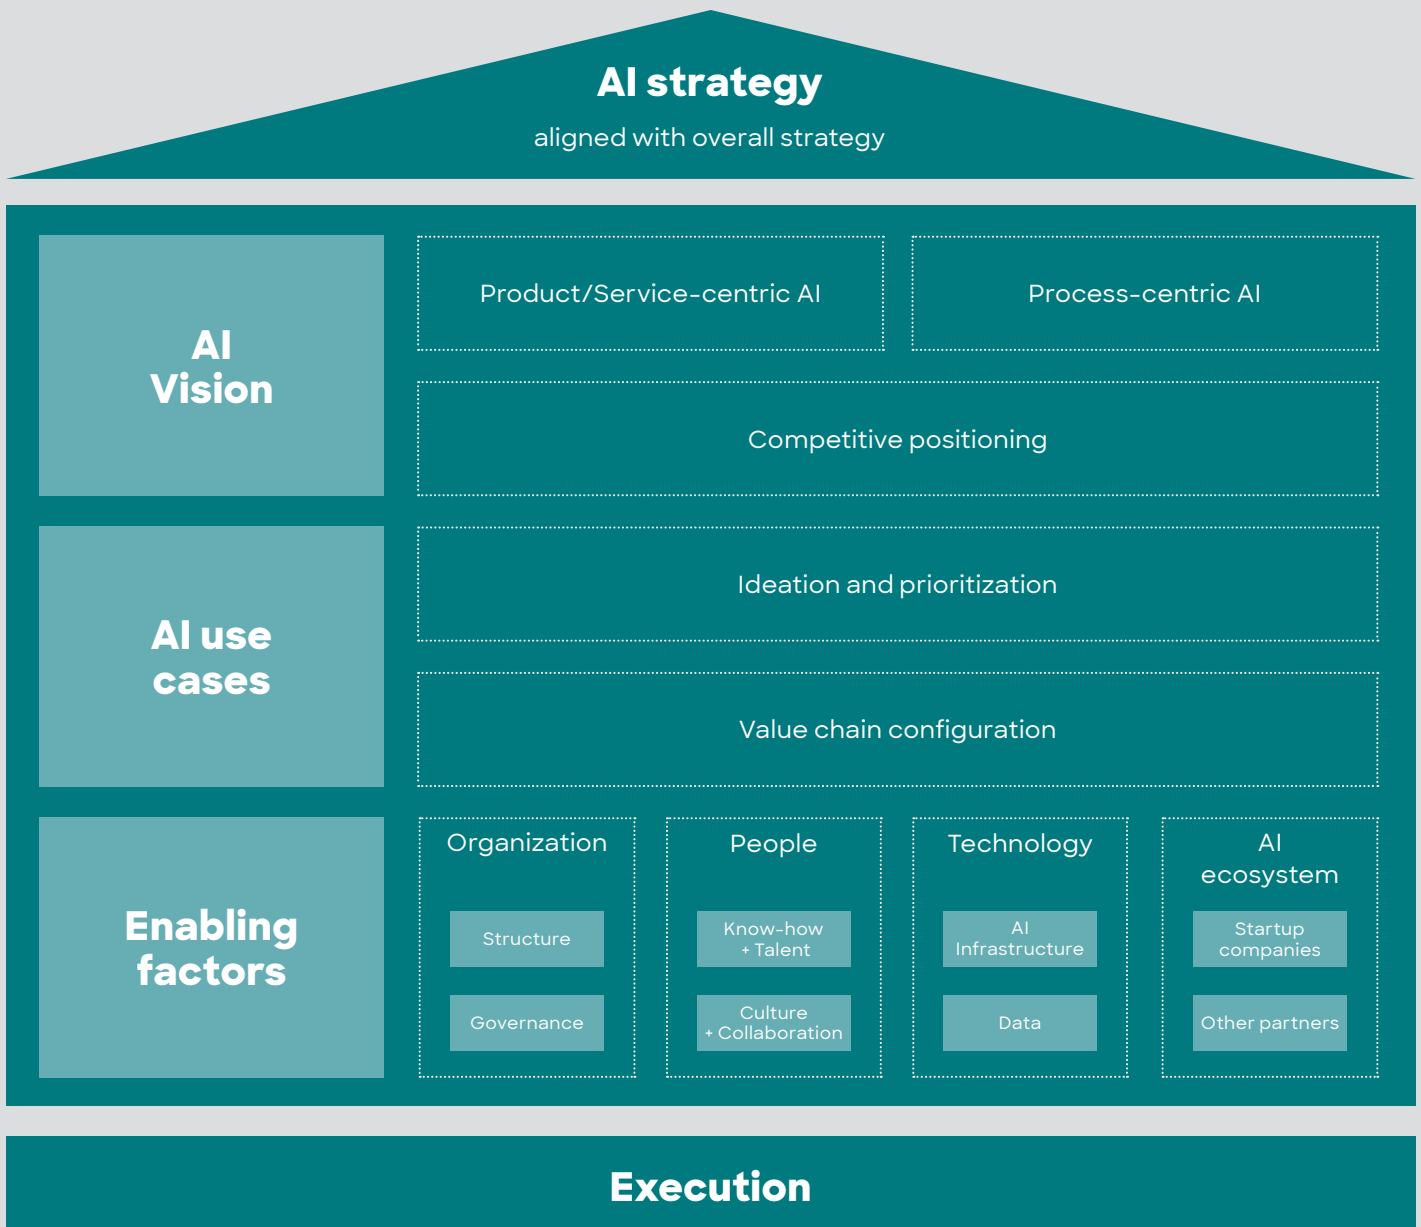 AI strategy
aligned with overall strategy
AI
Vision
Product/Service-centric AI
Process-centric AI
Competitive positioning
AI use
cases
Ideation and prioritization
Value chain configuration
Enabling
factors
Organization
Structure
Governance
People
Know-how
+ Talent
Culture
+ Collaboration
Technology
AI
Infrastructure
Data
AI
ecosystem
Startup
companies
Other partners
Execution